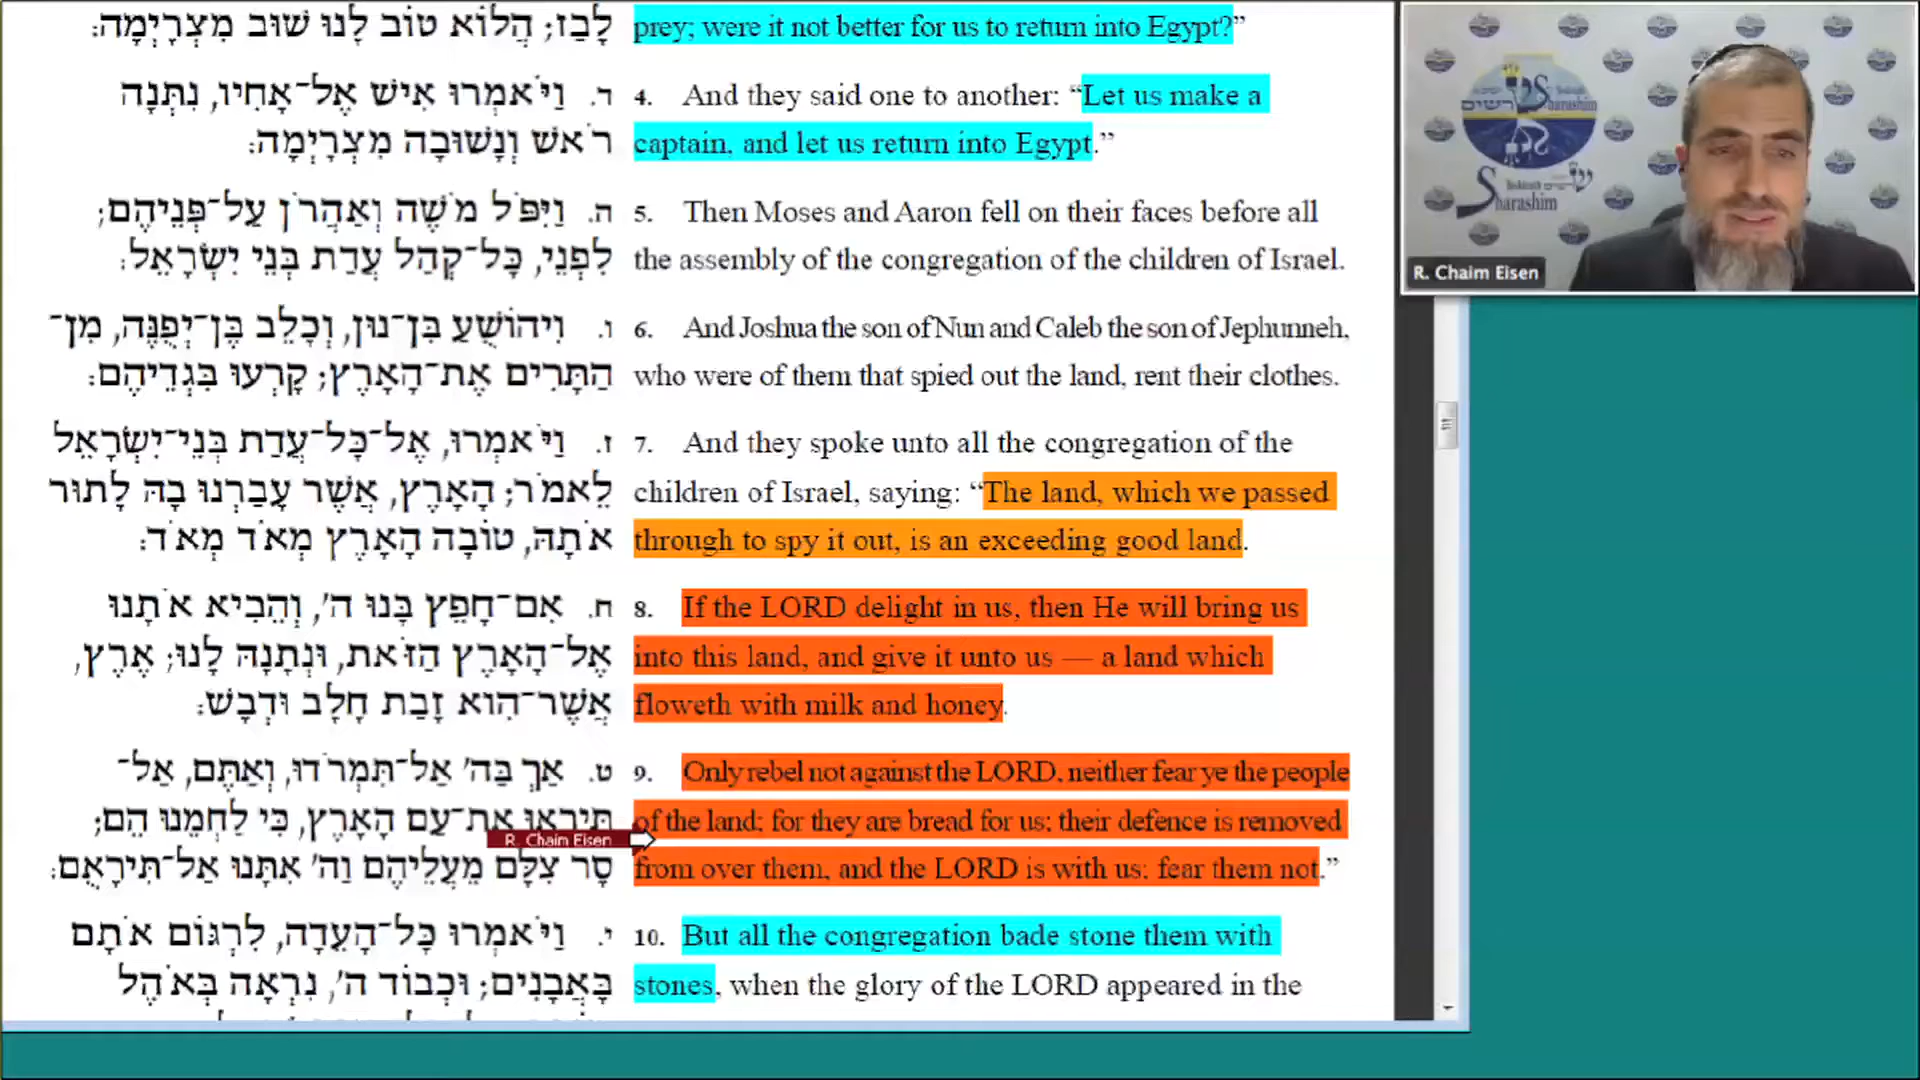 לָבַז; הֲלוֹא טוֹב לָנוּ שׁוּב מִצְרָיְמָה:
prey; were it not better for us to return into Egypt?”
ד. וַיֹּאמְרוּ אִישׁ אֶל־אָחִיו, נִתְּנָה
רֹאשׁ וְנָשׁוּבָה מִצְרָיְמָה:
4. And they said one to another: “Let us make a
captain, and let us return into Egypt.”
ה. וַיִּפֹּל מֹשֶׁה וְאַהֲרֹן עַל־פְּנֵיהֶם;
לִפְנֵי, כָּל־קְהַל עֲדַת בְּנֵי יִשְׂרָאֵל:
5. Then Moses and Aaron fell on their faces before all
the assembly of the congregation of the children of Israel.
ו. וִיהוֹשֻׁעַ בִּן־נוּן, וְכָלֵב בֶּן־יְפֻנֶּה, מִן־
הַתָּרִים אֶת־הָאָרֶץ; קָרְעוּ בִּגְדֵיהֶם:
6. And Joshua the son of Nun and Caleb the son of Jephunneh,
who were of them that spied out the land, rent their clothes.
ז. וַיֹּאמְרוּ, אֶל־כָּל־עֲדַת בְּנֵי־יִשְׂרָאֵל
לֵאמֹר; הָאָרֶץ, אֲשֶׁר עָבַרְנוּ בָהּ לָתוּר
אֹתָהּ, טוֹבָה הָאָרֶץ מְאֹד מְאֹד:
7. And they spoke unto all the congregation of the
children of Israel, saying: “The land, which we passed
through to spy it out, is an exceeding good land.
ח. אִם־חָפֵץ בָּנוּ ה', וְהֵבִיא אֹתָנוּ
אֶל־הָאָרֶץ הַזֹּאת, וּנְתָנָהּ לָנוּ; אֶרֶץ,
אֲשֶׁר־הִוא זָבַת חָלָב וּדְבָשׁ:
8. If the LORD delight in us, then He will bring us
into this land, and give it unto us — a land which
floweth with milk and honey.
ט. אַךְ בַּה' אַל־תִּמְרֹדוּ, וְאַתֶּם, אַל־
תִּירְאוּ אֶת־עַם הָאָרֶץ, כִּי לַחְמֵנוּ הֵם;
סָר צִלָּם מֵעֲלֵיהֶם וַה' אִתָּנוּ אַל־תִּירָאֻם:
9. Only rebel not against the LORD, neither fear ye the people
of the land; for they are bread for us; their defence is removed
from over them, and the LORD is with us; fear them not.”
R. Chaim Eisen
י. וַיֹּאמְרוּ כָּל־הָעֵדָה, לִרְגּוֹם אֹתָם
בָּאֲבָנִים; וּכְבוֹד ה', נִרְאָה בְּאֹהֶל
10. But all the congregation bade stone them with
stones, when the glory of the LORD appeared in the
שרשים
Sharashim
Sharashim
R. Chaim Eisen